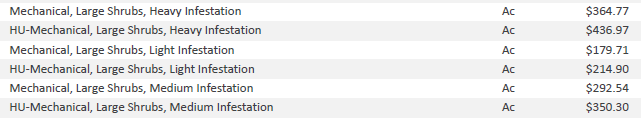 Mechanical, Large Shrubs, Heavy Infestation Ac $364.77
HU-Mechanical, Large Shrubs, Heavy Infestation Ac $436.97
Mechanical, Large Shrubs, Light Infestation Ac $179.71
HU-Mechanical, Large Shrubs, Light Infestation Ac $214.90
Mechanical, Large Shrubs, Medium Infestation Ac $292.54
HU-Mechanical, Large Shrubs, Medium Infestation Ac $350.30